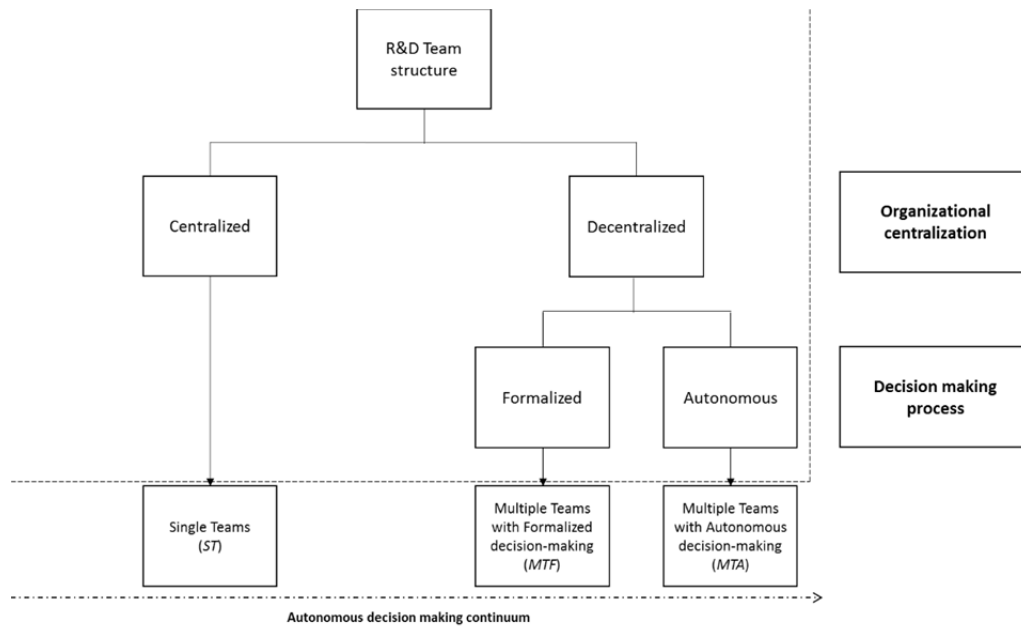 R&D Team
structure
Centralized
Decentralized
Organizational
centralization
Formalized
Autonomous
Decision making
process
Single Teams
(ST)
Multiple Teams
with Formalized
decision-making
(MTF)
Multiple Teams
with Autonomous
decision-making
(MTA)
Autonomous decision making continuum